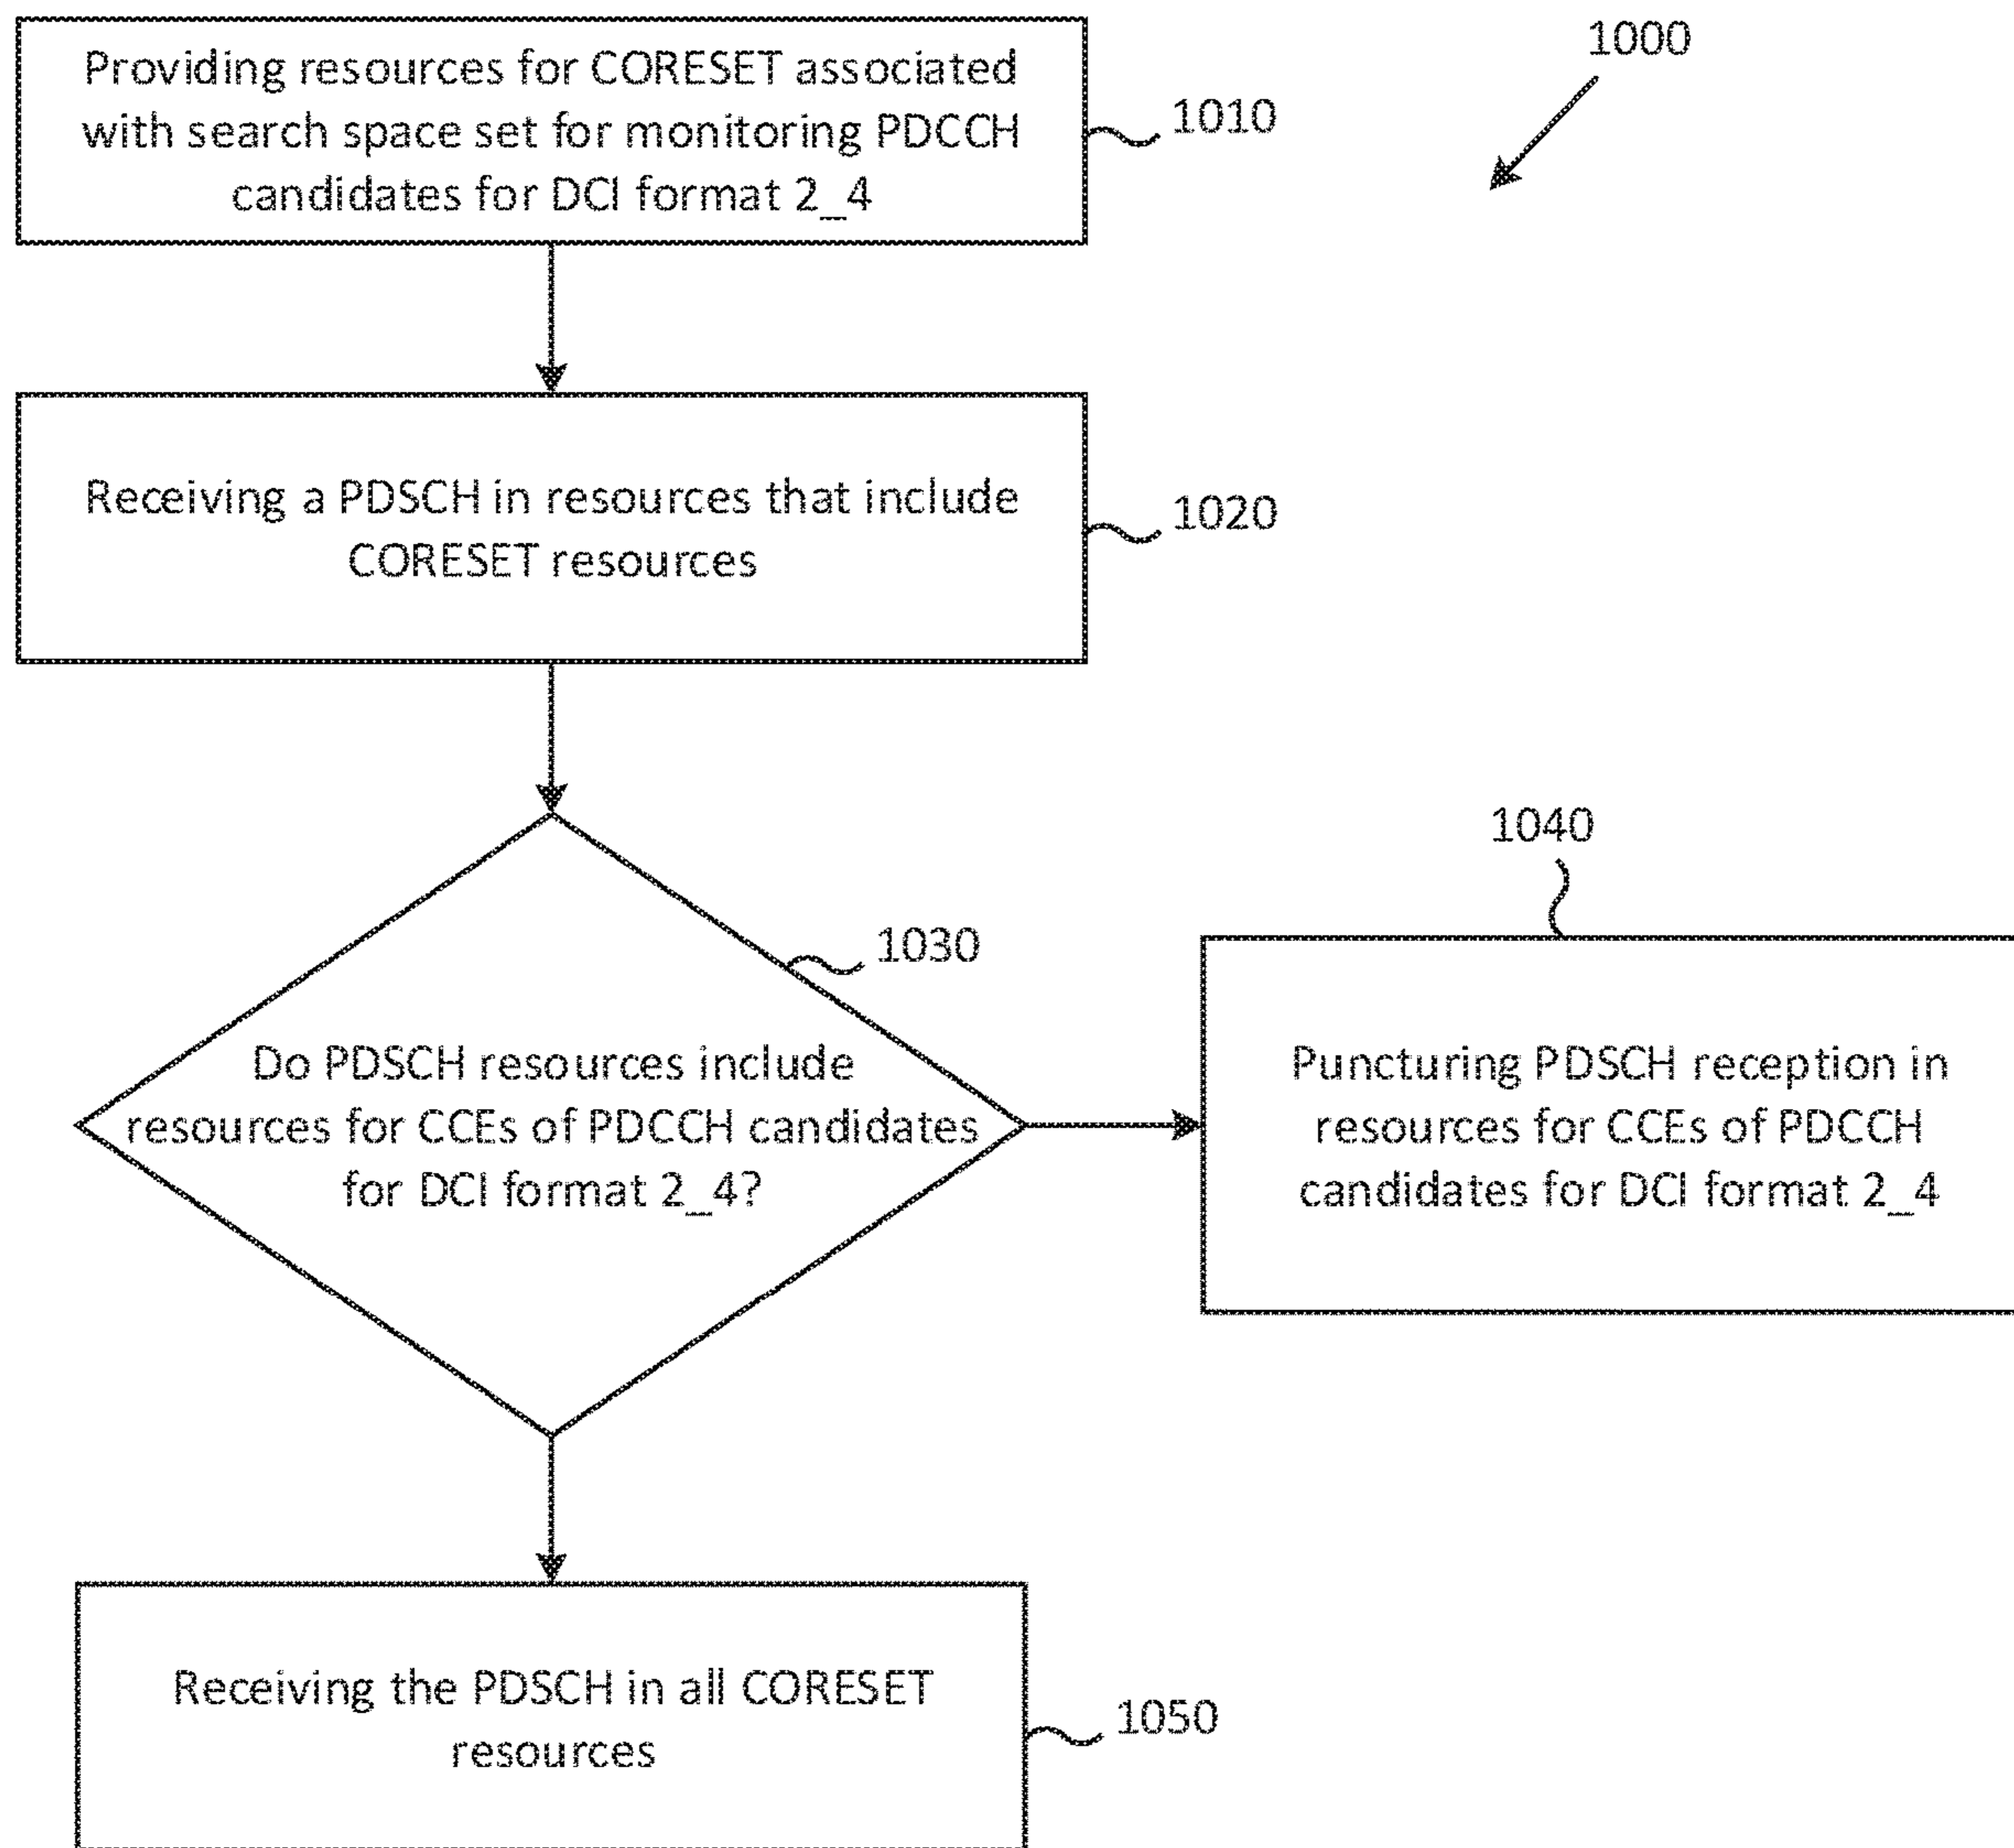 1000
Providing resources for CORESET associated
with search space set for monitoring PDCCH
candidates for DCI format 2_4
1010
Receiving a PDSCH in resources that include
CORESET resources
1020
1030
Do PDSCH resources include
resources for CCEs of PDCCH candidates
for DCI format 2_4?
1040
Puncturing PDSCH reception in
resources for CCEs of PDCCH
candidates for DCI format 2_4
Receiving the PDSCH in all CORESET
resources
1050